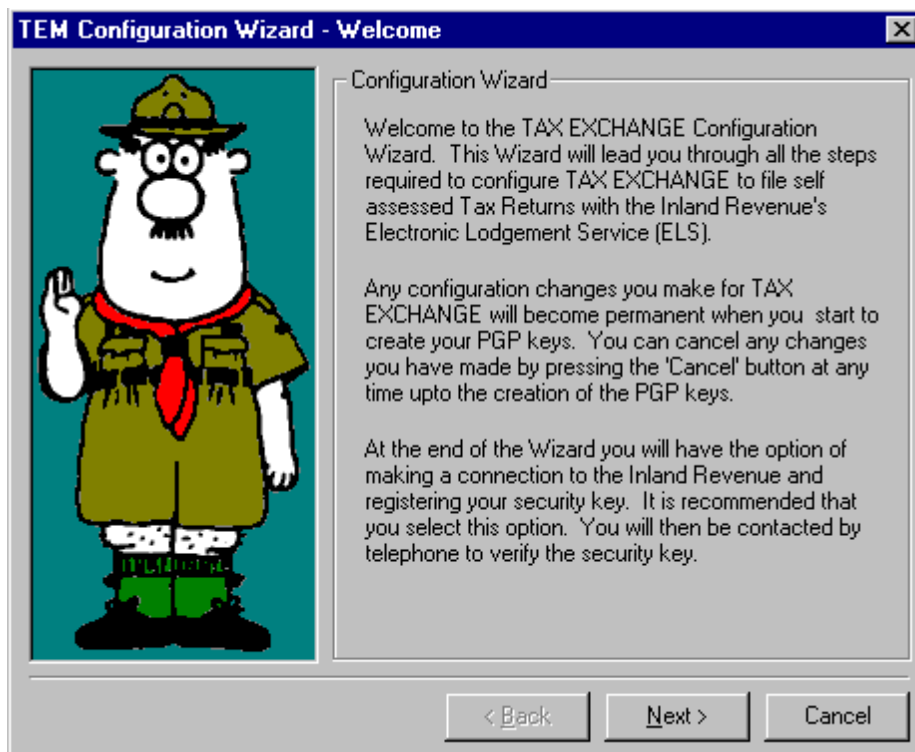 TEM Configuration Wizard - Welcome
Configuration Wizard
Welcome to the TAX EXCHANGE Configuration
Wizard.  This Wizard will lead you through all the steps
required to configure TAX EXCHANGE to file self
assessed Tax Returns with the Inland Revenue's
Electronic Lodgement Service (ELS).
Any configuration changes you make for TAX
EXCHANGE will become permanent when you  start to
create your PGP keys.  You can cancel any changes
you have made by pressing the 'Cancel' button at any
time upto the creation of the PGP keys.
At the end of the Wizard you will have the option of
making a connection to the Inland Revenue and
registering your security key.  It is recommended that
you select this option.  You will then be contacted by
telephone to verify the security key.
< Back
Next >
Cancel